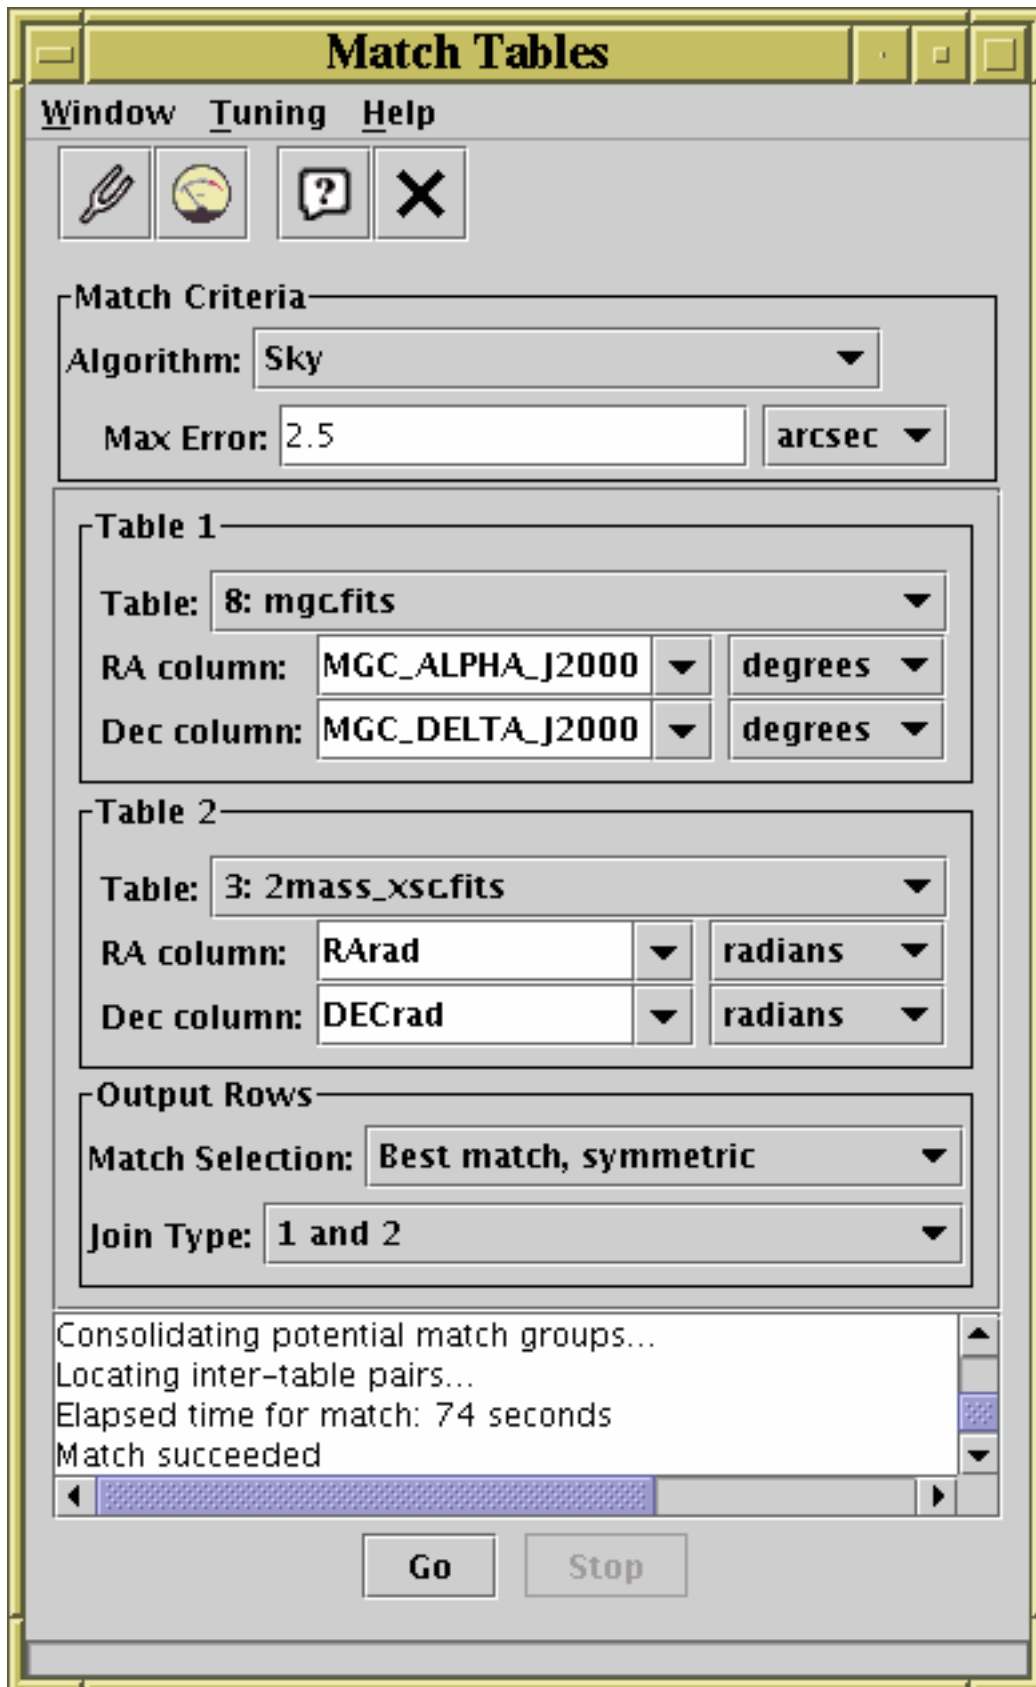 Match Tables
Window Tuning Help
?
Match Criteria
Algorithm: Sky
Max Error: 2.5 arcsec
Table 1
Table: 8: mgc.fits
RA column: MGC_ALPHA_J2000 degrees
Dec column: MGC_DELTA_J2000 degrees
Table 2
Table: 3: 2mass_xsc.fits
RA column: RArad radians
Dec column: DECrad radians
Output Rows
Match Selection: Best match, symmetric
Join Type: 1 and 2
Consolidating potential match groups...
Locating inter-table pairs...
Elapsed time for match: 74 seconds
Match succeeded
Go Stop